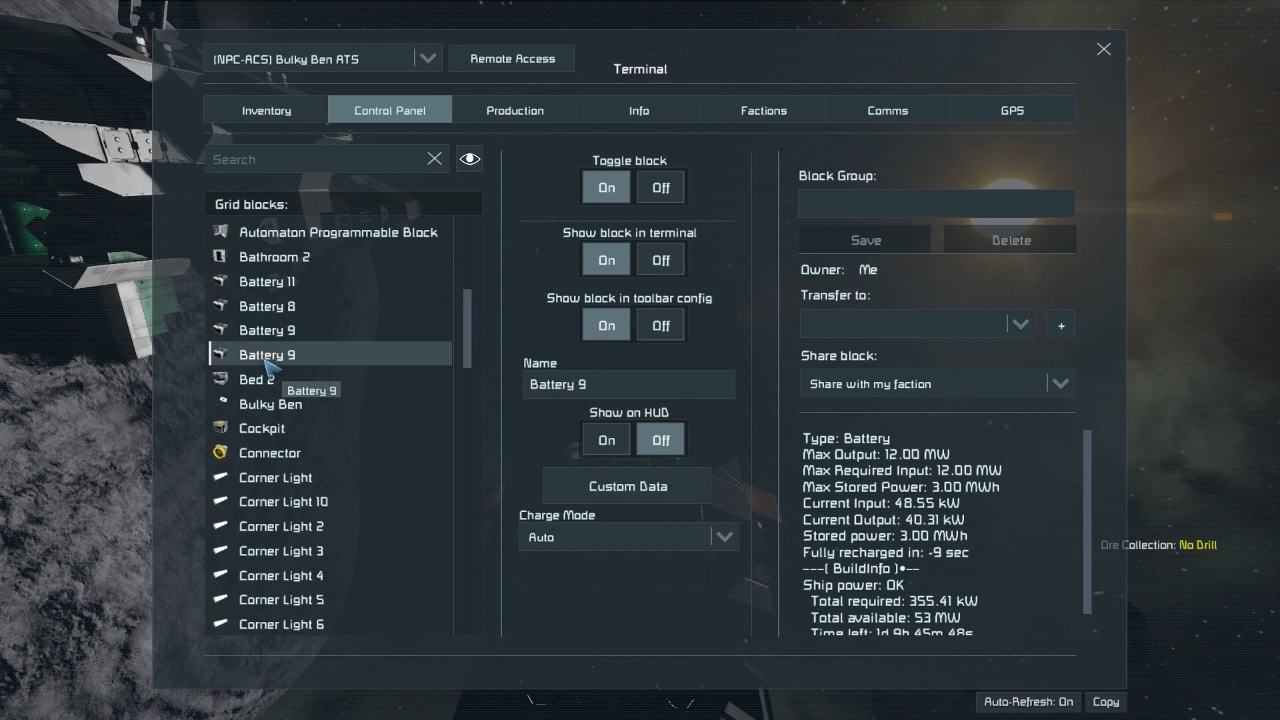 (NPC-ACS) Bulky Ben ATS
Remote Access
Terminal
Inventory
Control Panel
Production
Info
Factions
Comms
GPS
Search
Grid blocks:
Automaton Programmable Block
Bathroom 2
Battery 11
Battery 8
Battery 9
Battery 9
Bed 2
Battery 9
Bulky Ben
Cockpit
Connector
Corner Light
Corner Light 10
Corner Light 2
Corner Light 3
Corner Light 4
Corner Light 5
Corner Light 6
Toggle block
On Off
Show block in terminal
On Off
Show block in toolbar config
On Off
Name
Battery 9
Show on HUD
On Off
Custom Data
Charge Mode
Auto
Block Group:
Save Delete
Owner: Me
Transfer to:
+
Share block:
Share with my faction
Type: Battery
Max Output: 12.00 MW
Max Required Input: 12.00 MW
Max Stored Power: 3.00 MWh
Current Input: 48.55 kW
Current Output: 40.31 kW
Stored power: 3.00 MWh
Fully recharged in: -9 sec
---( BuildInfo )•--
Ship power: OK
Total required: 355.41 kW
Total available: 53 MW
Time left: 1d 9h 45m 48s
Ore Collection: No Drill
Auto-Refresh: On
Copy